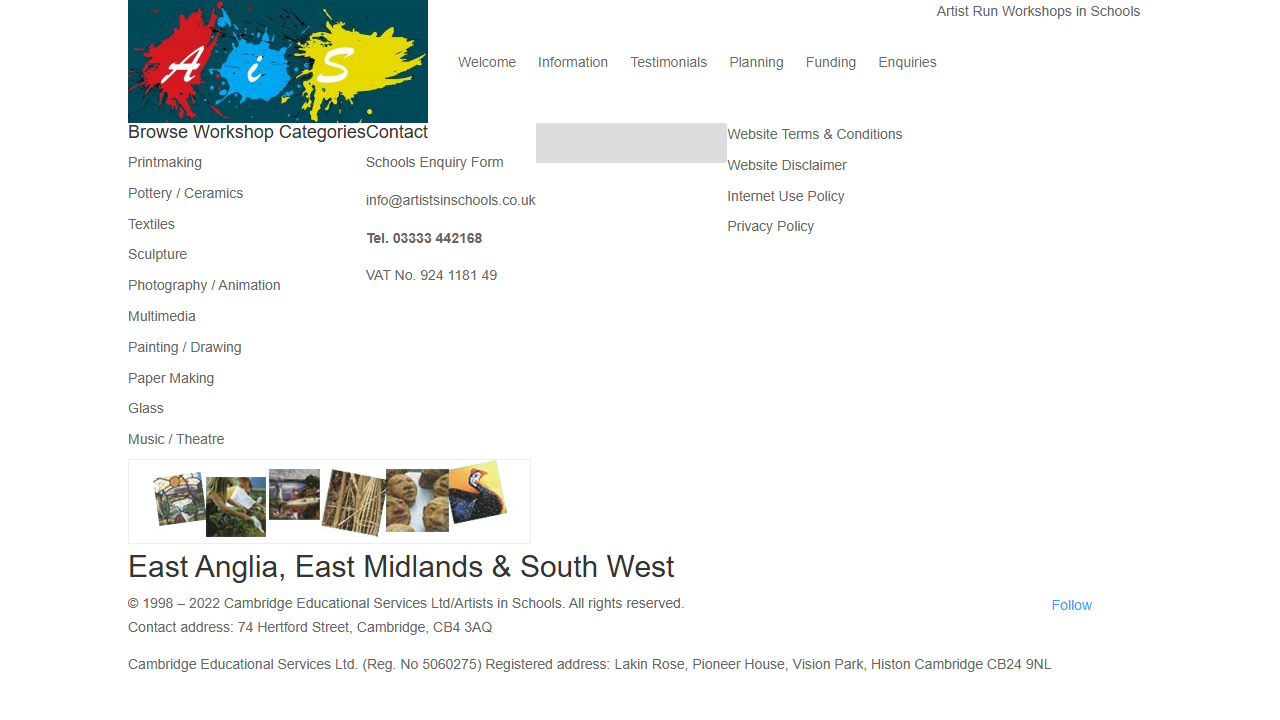 Artist Run Workshops in Schools
AiS
Welcome Information Testimonials Planning Funding Enquiries
Browse Workshop Categories
Printmaking
Pottery / Ceramics
Textiles
Sculpture
Photography / Animation
Multimedia
Painting / Drawing
Paper Making
Glass
Music / Theatre
Contact
Schools Enquiry Form
info@artistsinschools.co.uk
Tel. 03333 442168
VAT No. 924 1181 49
Website Terms & Conditions
Website Disclaimer
Internet Use Policy
Privacy Policy
East Anglia, East Midlands & South West
© 1998 – 2022 Cambridge Educational Services Ltd/Artists in Schools. All rights reserved.
Contact address: 74 Hertford Street, Cambridge, CB4 3AQ
Cambridge Educational Services Ltd. (Reg. No 5060275) Registered address: Lakin Rose, Pioneer House, Vision Park, Histon Cambridge CB24 9NL
Follow